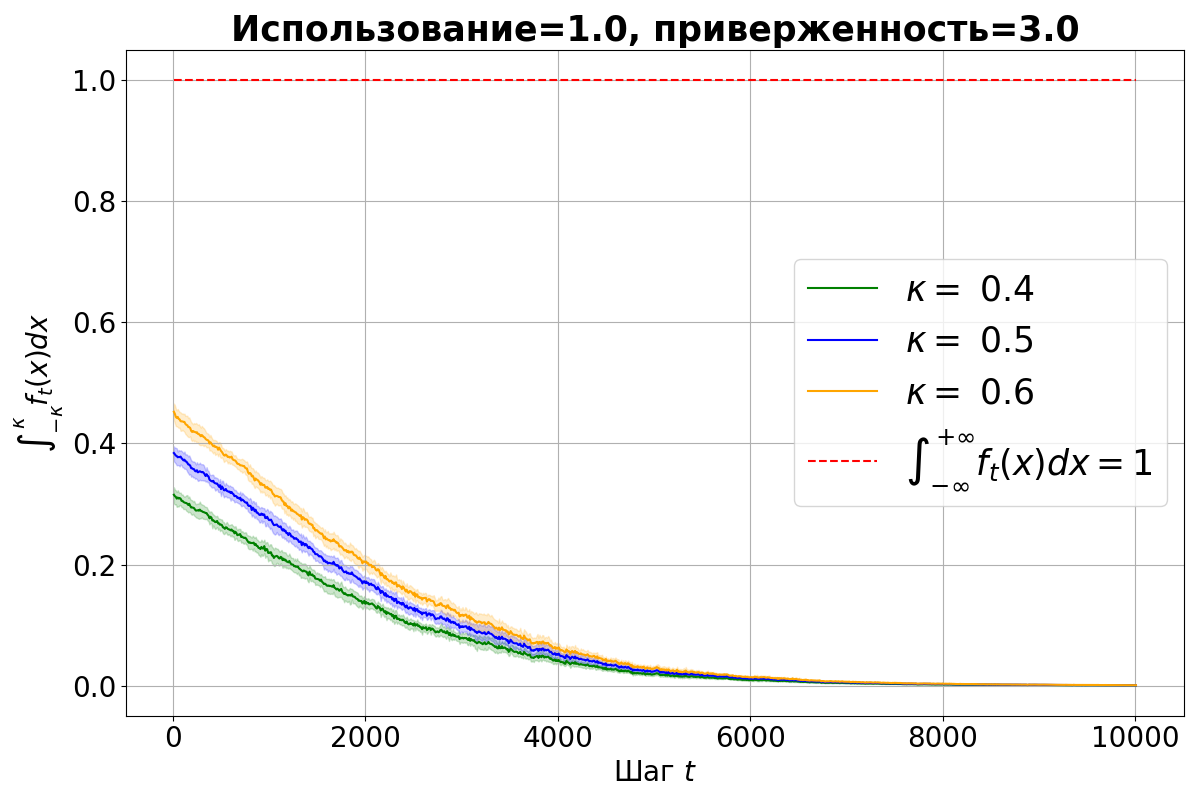 Использование=1.0, приверженность=3.0
1.0
0.8
0.6
0.4
0.2
0.0
∫_{-κ}^{κ} f_t(x)dx
κ = 0.4
κ = 0.5
κ = 0.6
∫_{-∞}^{+∞} f_t(x)dx = 1
0 2000 4000 6000 8000 10000
Шаг t